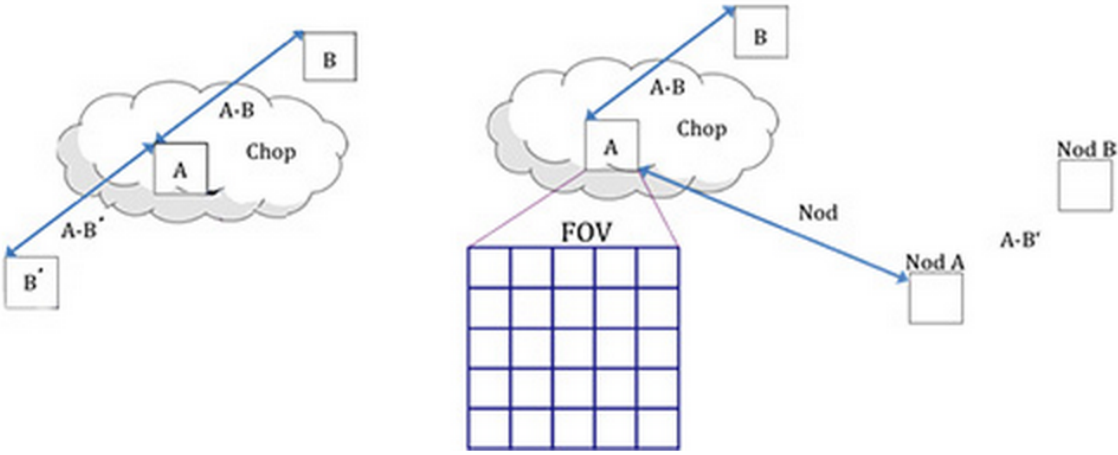 B
A-B
Chop
A
A-B´
B´
B
A-B
Chop
A
FOV
Nod
Nod B
A-B'
Nod A